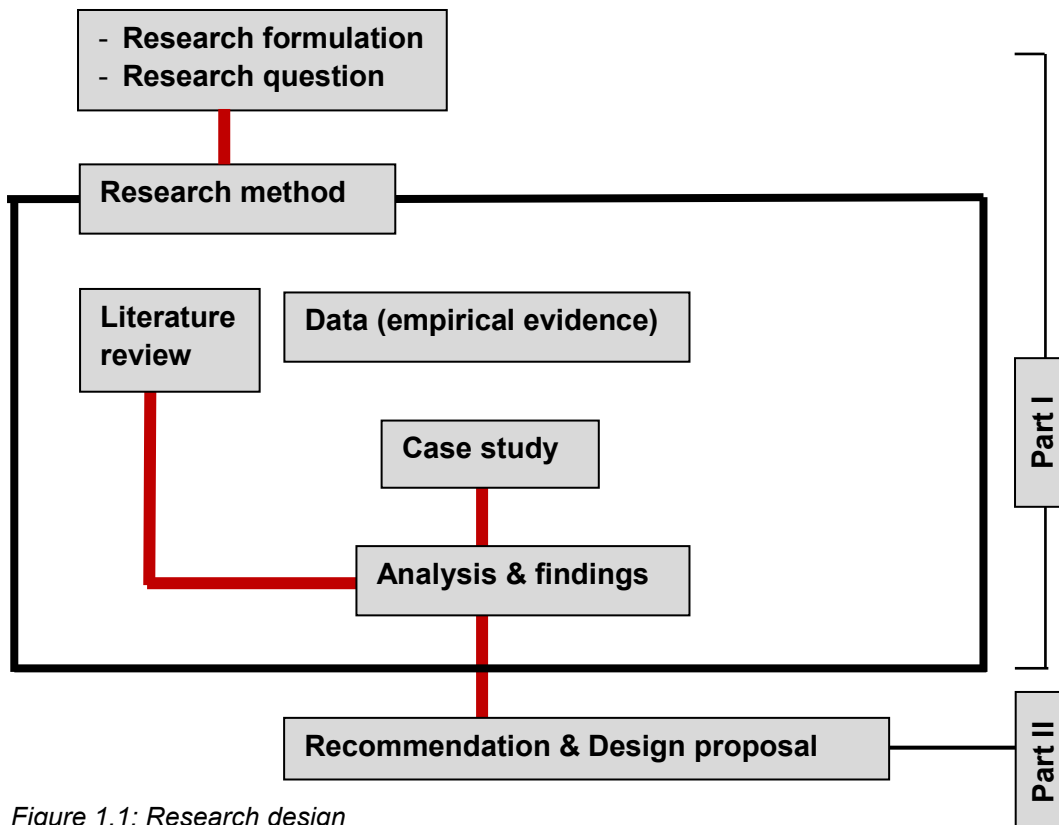 - Research formulation
- Research question
Research method
Literature
review
Data (empirical evidence)
Case study
Analysis & findings
Part I
Recommendation & Design proposal
Part II
Figure 1.1: Research design